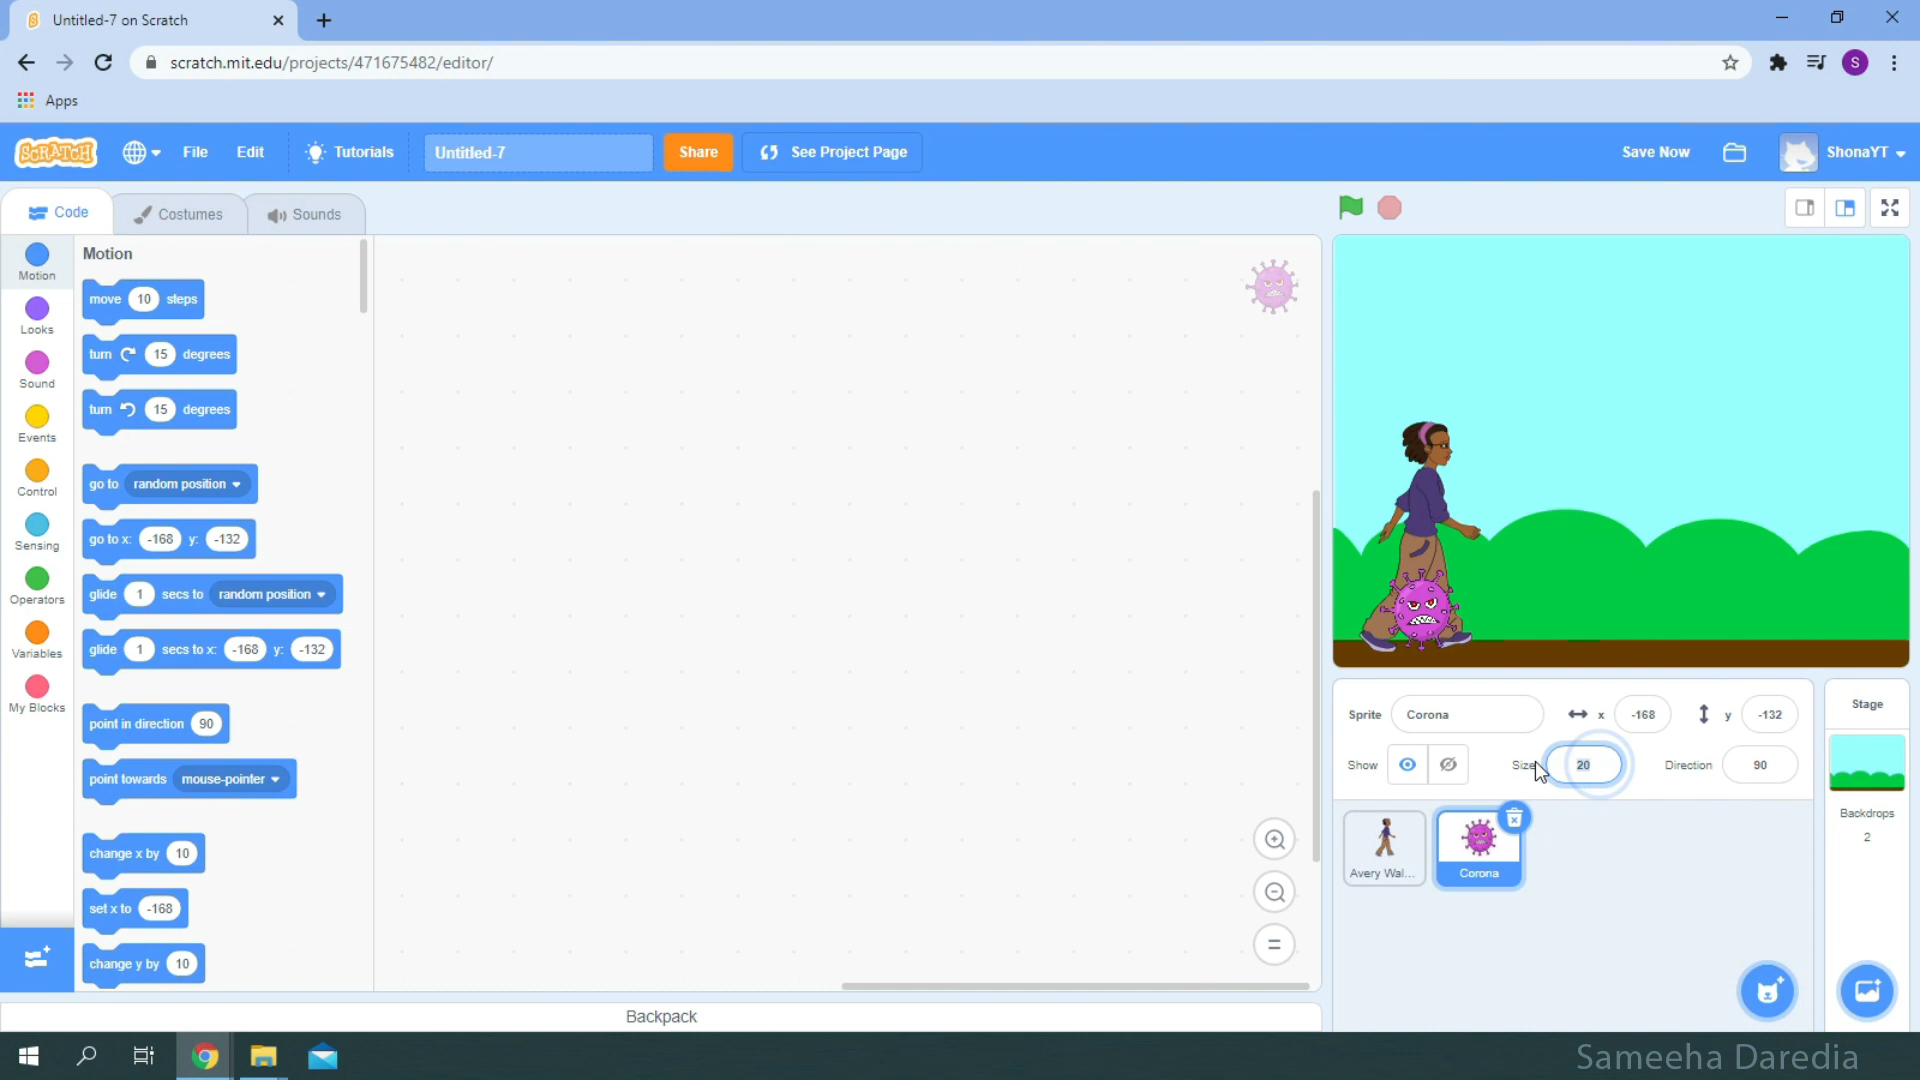 Untitled-7 on Scratch
scratch.mit.edu/projects/471675482/editor/
S
Apps
SCRATCH
File
Edit
Tutorials
Untitled-7
Share
See Project Page
Save Now
ShonaYT
Code
Costumes
Sounds
Motion
Looks
Sound
Events
Control
Sensing
Operators
Variables
My Blocks
Motion
move 10 steps
turn 15 degrees
turn 15 degrees
go to random position
go to x: -168 y: -132
glide 1 secs to random position
glide 1 secs to x: -168 y: -132
point in direction 90
point towards mouse-pointer
change x by 10
set x to -168
change y by 10
Backpack
Sprite Corona x -168 y -132
Show Size 20 Direction 90
Avery Wal...
Corona
Stage
Backdrops
2
Sameeha Daredia